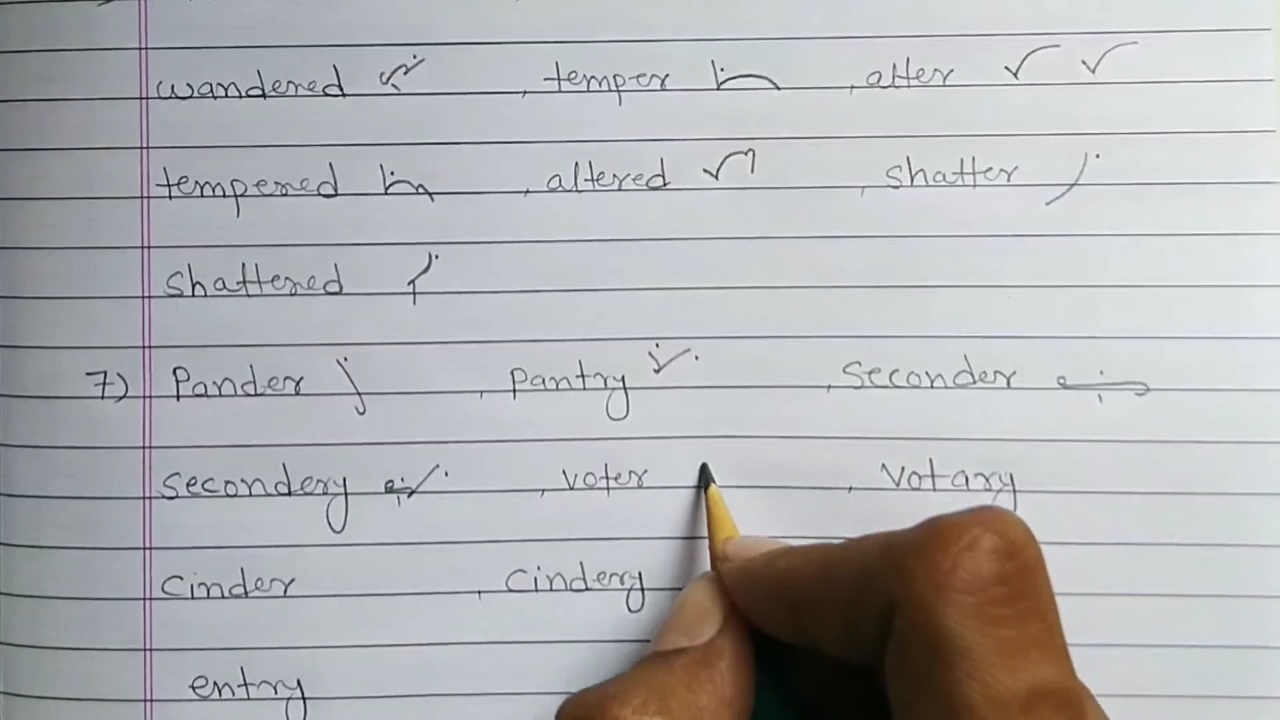 wandered , temper , alter
tempered , altered , shatter
shattered
7) Pander , pantry , seconder
secondery , voter , votary
cinder , cindery
entry